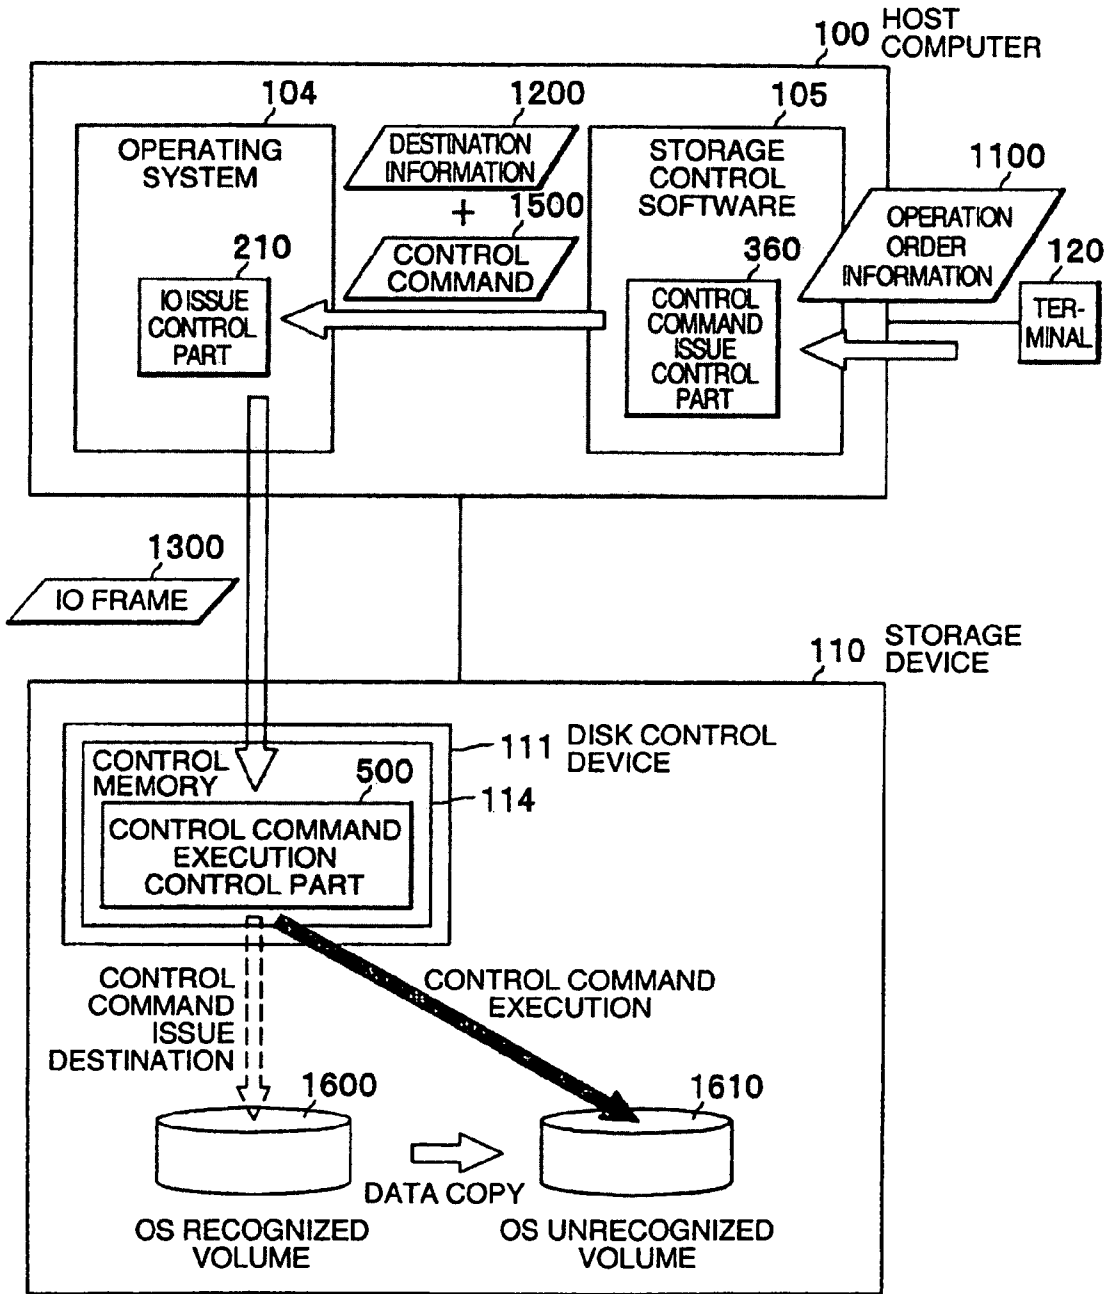 100 HOST
COMPUTER
104
1200
105
OPERATING
SYSTEM
DESTINATION
INFORMATION
STORAGE
CONTROL
SOFTWARE
1100
+
1500
CONTROL
COMMAND
OPERATION
ORDER
INFORMATION
210
360
120
IO ISSUE
CONTROL
PART
CONTROL
COMMAND
ISSUE
CONTROL
PART
TER-
MINAL
1300
IO FRAME
110 STORAGE
DEVICE
111 DISK CONTROL
DEVICE
CONTROL
MEMORY
500
114
CONTROL COMMAND
EXECUTION
CONTROL PART
CONTROL
COMMAND
ISSUE
DESTINATION
CONTROL COMMAND
EXECUTION
1600
1610
DATA COPY
OS RECOGNIZED
VOLUME
OS UNRECOGNIZED
VOLUME